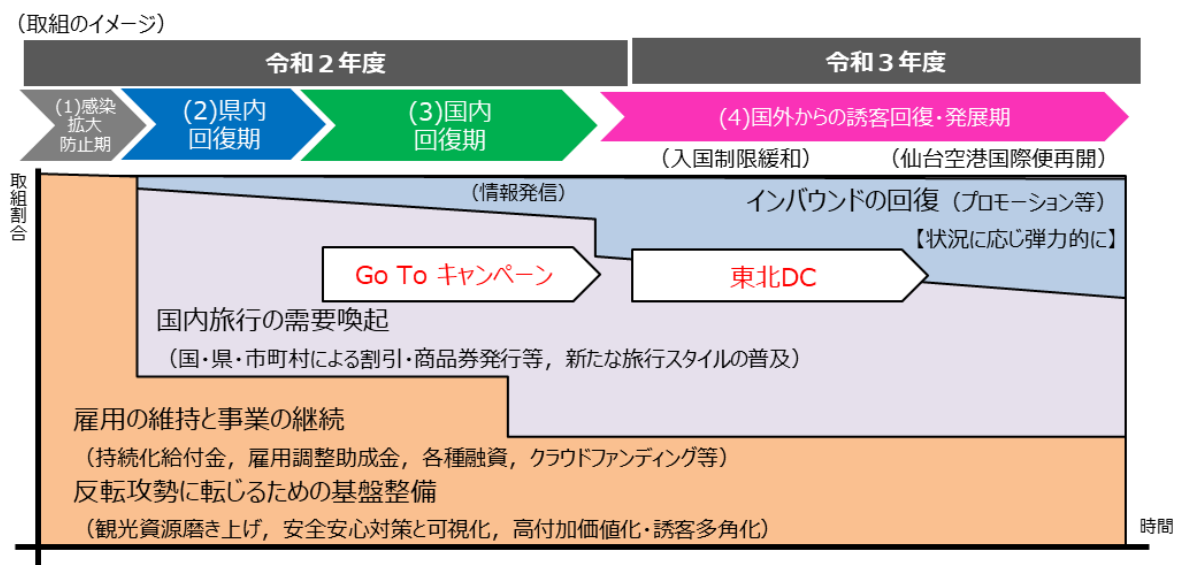 （取組のイメージ）
令和２年度
令和３年度
(1)感染
拡大
防止期
(2)県内
回復期
(3)国内
回復期
(4)国外からの誘客回復・発展期
（入国制限緩和）
（仙台空港国際便再開）
取組割合
（情報発信）
インバウンドの回復（プロモーション等）
【状況に応じ弾力的に】
Go To キャンペーン
東北DC
国内旅行の需要喚起
（国・県・市町村による割引・商品券発行等，新たな旅行スタイルの普及）
雇用の維持と事業の継続
（持続化給付金，雇用調整助成金，各種融資，クラウドファンディング等）
反転攻勢に転じるための基盤整備
（観光資源磨き上げ，安全安心対策と可視化，高付加価値化・誘客多角化）
時間